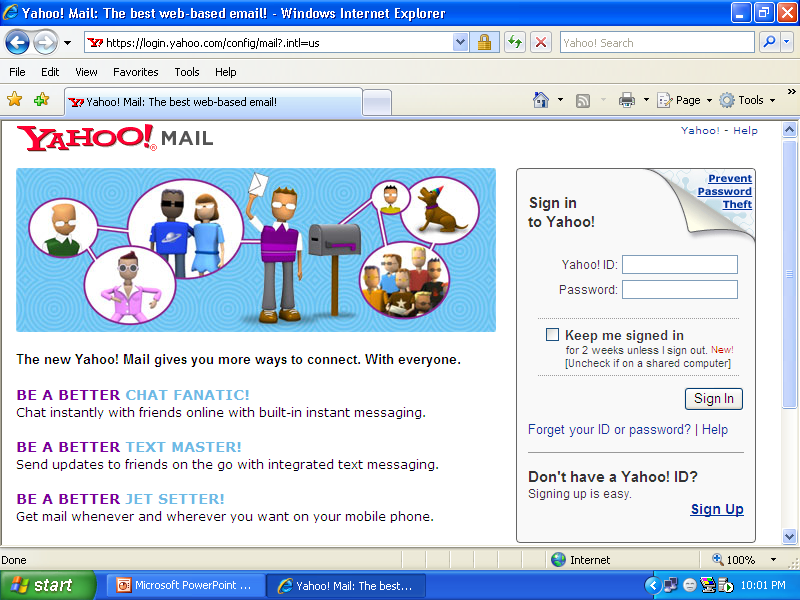 Yahoo! Mail: The best web-based email! - Windows Internet Explorer
https://login.yahoo.com/config/mail?.intl=us
Yahoo! Search
File Edit View Favorites Tools Help
Yahoo! Mail: The best web-based email!
Page Tools »
YAHOO!® MAIL
Yahoo! - Help
Prevent
Password
Theft
Sign in
to Yahoo!
Yahoo! ID:
Password:
Keep me signed in
for 2 weeks unless I sign out. New!
[Uncheck if on a shared computer]
Sign In
Forget your ID or password? | Help
Don't have a Yahoo! ID?
Signing up is easy.
Sign Up
The new Yahoo! Mail gives you more ways to connect. With everyone.
BE A BETTER CHAT FANATIC!
Chat instantly with friends online with built-in instant messaging.
BE A BETTER TEXT MASTER!
Send updates to friends on the go with integrated text messaging.
BE A BETTER JET SETTER!
Get mail whenever and wherever you want on your mobile phone.
Done
Internet
100%
start
Microsoft PowerPoint ...
Yahoo! Mail: The best...
10:01 PM